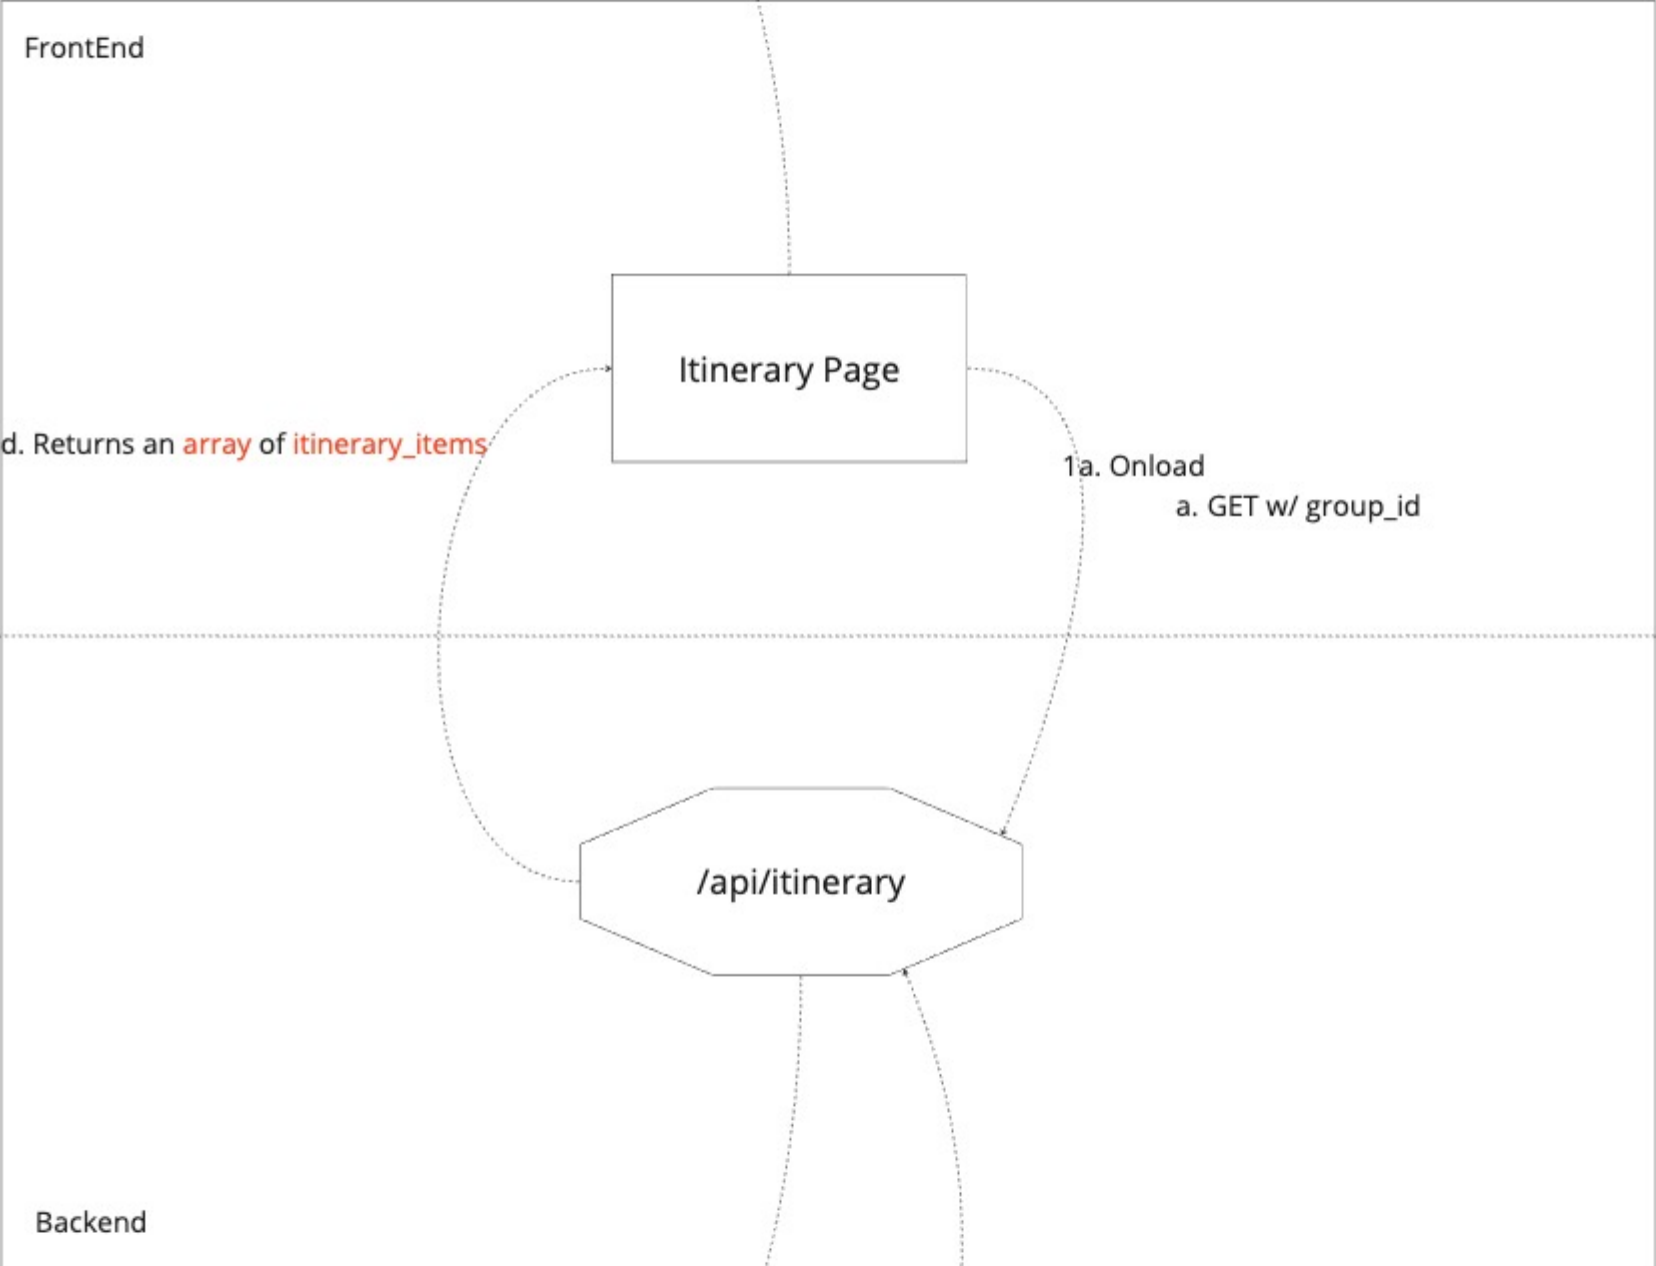 FrontEnd
Itinerary Page
d. Returns an array of itinerary_items
1a. Onload
a. GET w/ group_id
/api/itinerary
Backend